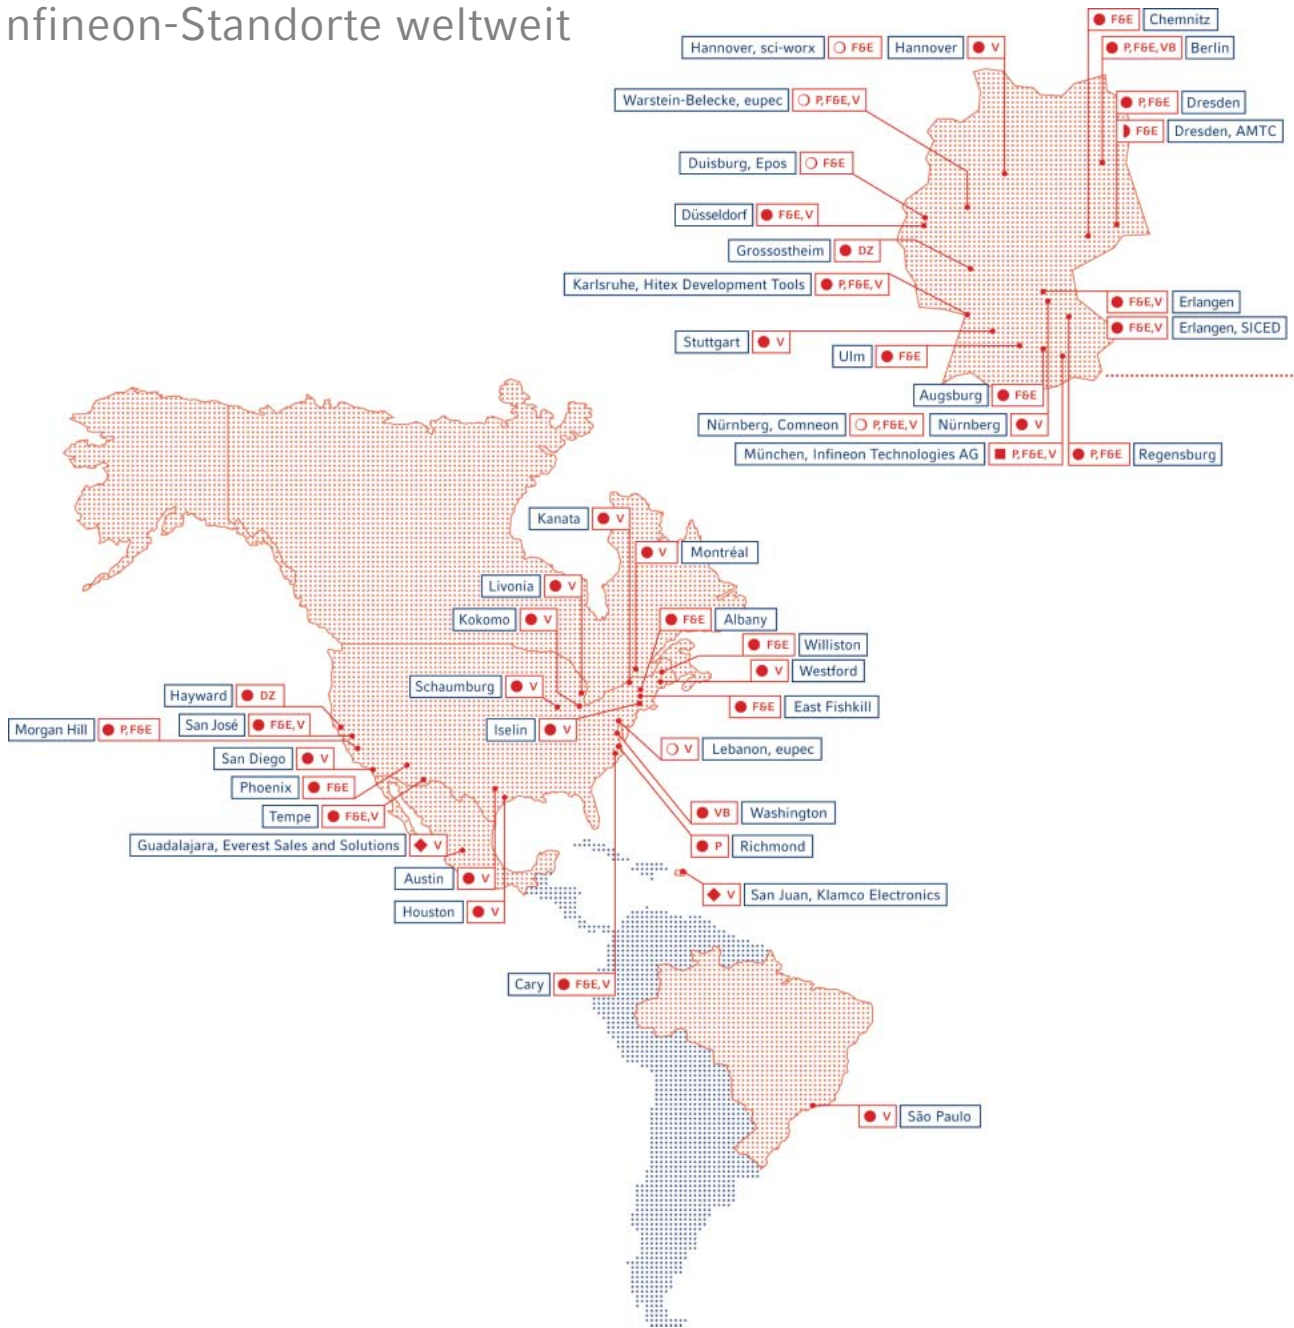 nfineon-Standorte weltweit
F&E Chemnitz
Hannover, sci-worx F&E Hannover V
P,F&E,VB Berlin
Warstein-Belecke, eupec P,F&E,V
P,F&E Dresden
F&E Dresden, AMTC
Duisburg, Epos F&E
Düsseldorf F&E,V
Grossostheim DZ
Karlsruhe, Hitex Development Tools P,F&E,V
F&E,V Erlangen
F&E,V Erlangen, SICED
Stuttgart V
Ulm F&E
Augsburg F&E
Nürnberg, Comneon P,F&E,V Nürnberg V
München, Infineon Technologies AG P,F&E,V P,F&E Regensburg
Kanata V
V Montréal
Livonia V
Kokomo V
F&E Albany
F&E Williston
V Westford
Schaumburg V
Hayward DZ
F&E East Fishkill
Morgan Hill P,F&E San José F&E,V
Iselin V
V Lebanon, eupec
San Diego V
Phoenix F&E
Tempe F&E,V
VB Washington
Guadalajara, Everest Sales and Solutions V
P Richmond
Austin V
V San Juan, Klamco Electronics
Houston V
Cary F&E,V
V São Paulo